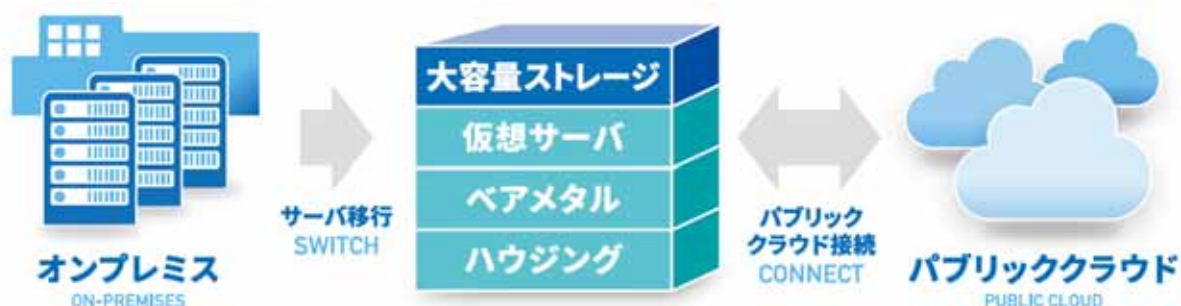 大容量ストレージ
仮想サーバ
ベアメタル
ハウジング
サーバ移行
SWITCH
パブリック
クラウド接続
CONNECT
オンプレミス
ON-PREMISES
パブリッククラウド
PUBLIC CLOUD